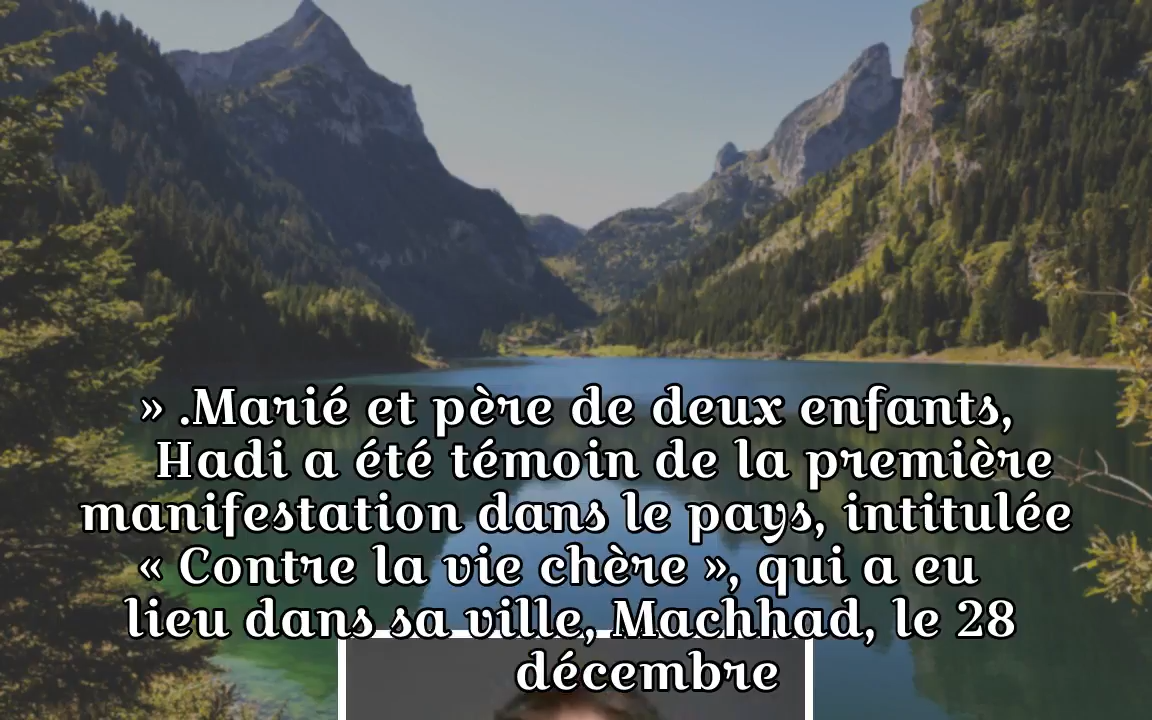 » .Marié et père de deux enfants,
Hadi a été témoin de la première
manifestation dans le pays, intitulée
« Contre la vie chère », qui a eu
lieu dans sa ville, Machhad, le 28
décembre